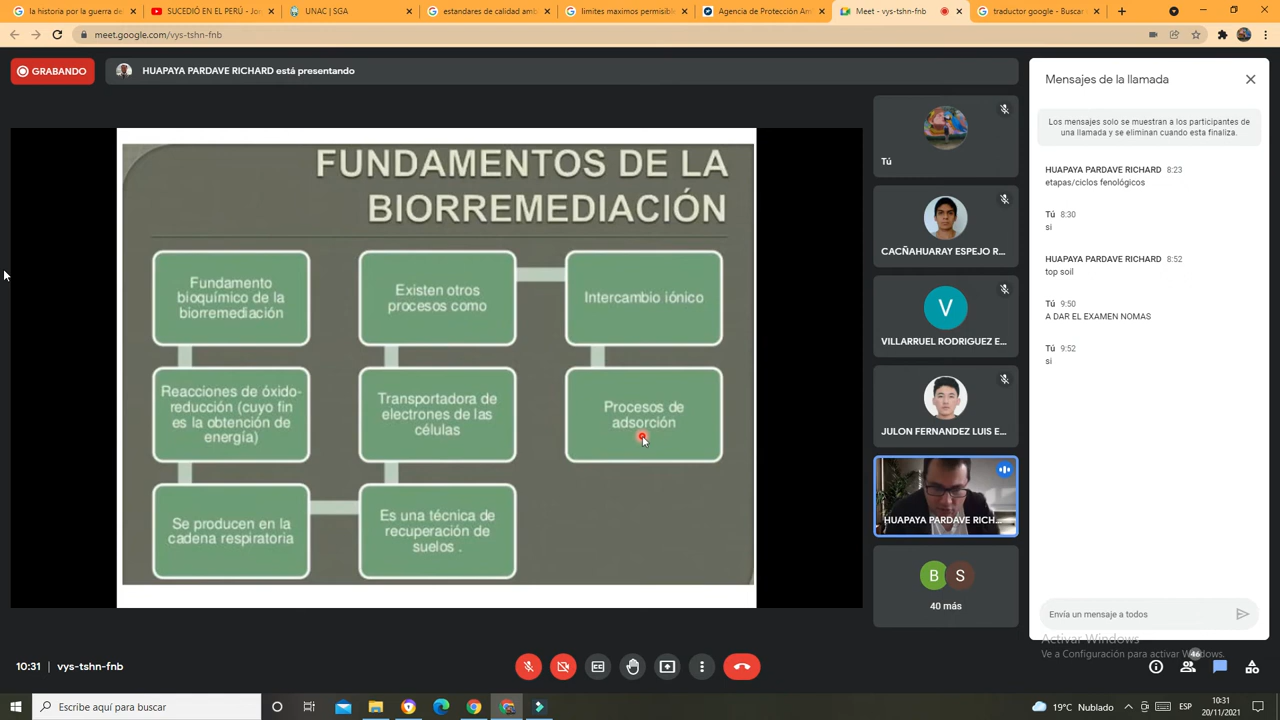 la historia por la guerra de
SUCEDIÓ EN EL PERÚ - Jo
UNAC | SGA
estandares de calidad amb
limites maximos permisible
Agencia de Protección Am
Meet - vys-tshn-fnb
traductor google - Buscar
meet.google.com/vys-tshn-fnb
GRABANDO
HUAPAYA PARDAVE RICHARD está presentando
FUNDAMENTOS DE LA
BIORREMEDIACIÓN
Fundamento
bioquímico de la
biorremediación
Reacciones de óxido-
reducción (cuyo fin
es la obtención de
energía)
Se producen en la
cadena respiratoria
Existen otros
procesos como
Transportadora de
electrones de las
células
Es una técnica de
recuperación de
suelos .
Intercambio iónico
Procesos de
adsorción
Tú
CACÑAHUARAY ESPEJO R...
V
VILLARRUEL RODRIGUEZ E...
JULON FERNANDEZ LUIS E...
HUAPAYA PARDAVE RICH...
B S
40 más
Mensajes de la llamada
Los mensajes solo se muestran a los participantes de
una llamada y se eliminan cuando esta finaliza.
HUAPAYA PARDAVE RICHARD 8:23
etapas/ciclos fenológicos
Tú 8:30
si
HUAPAYA PARDAVE RICHARD 8:52
top soil
Tú 9:50
A DAR EL EXAMEN NOMAS
Tú 9:52
si
Envía un mensaje a todos
Activar Windows
Ve a Configuración para activar Windows.
10:31 | vys-tshn-fnb
46
Escribe aquí para buscar
19°C Nublado
ESP
10:31
20/11/2021